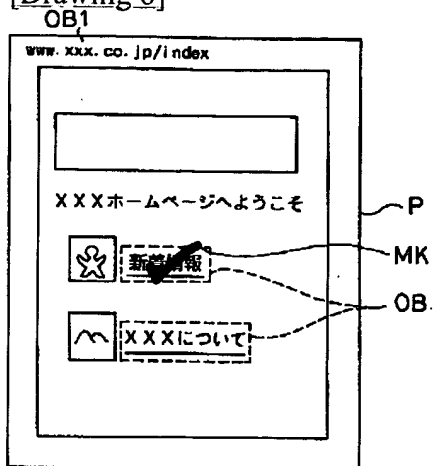 [Drawing 6]
OB1
www.xxx.co.jp/index
XXXホームページへようこそ
P
MK
新着情報
OB
XXXについて